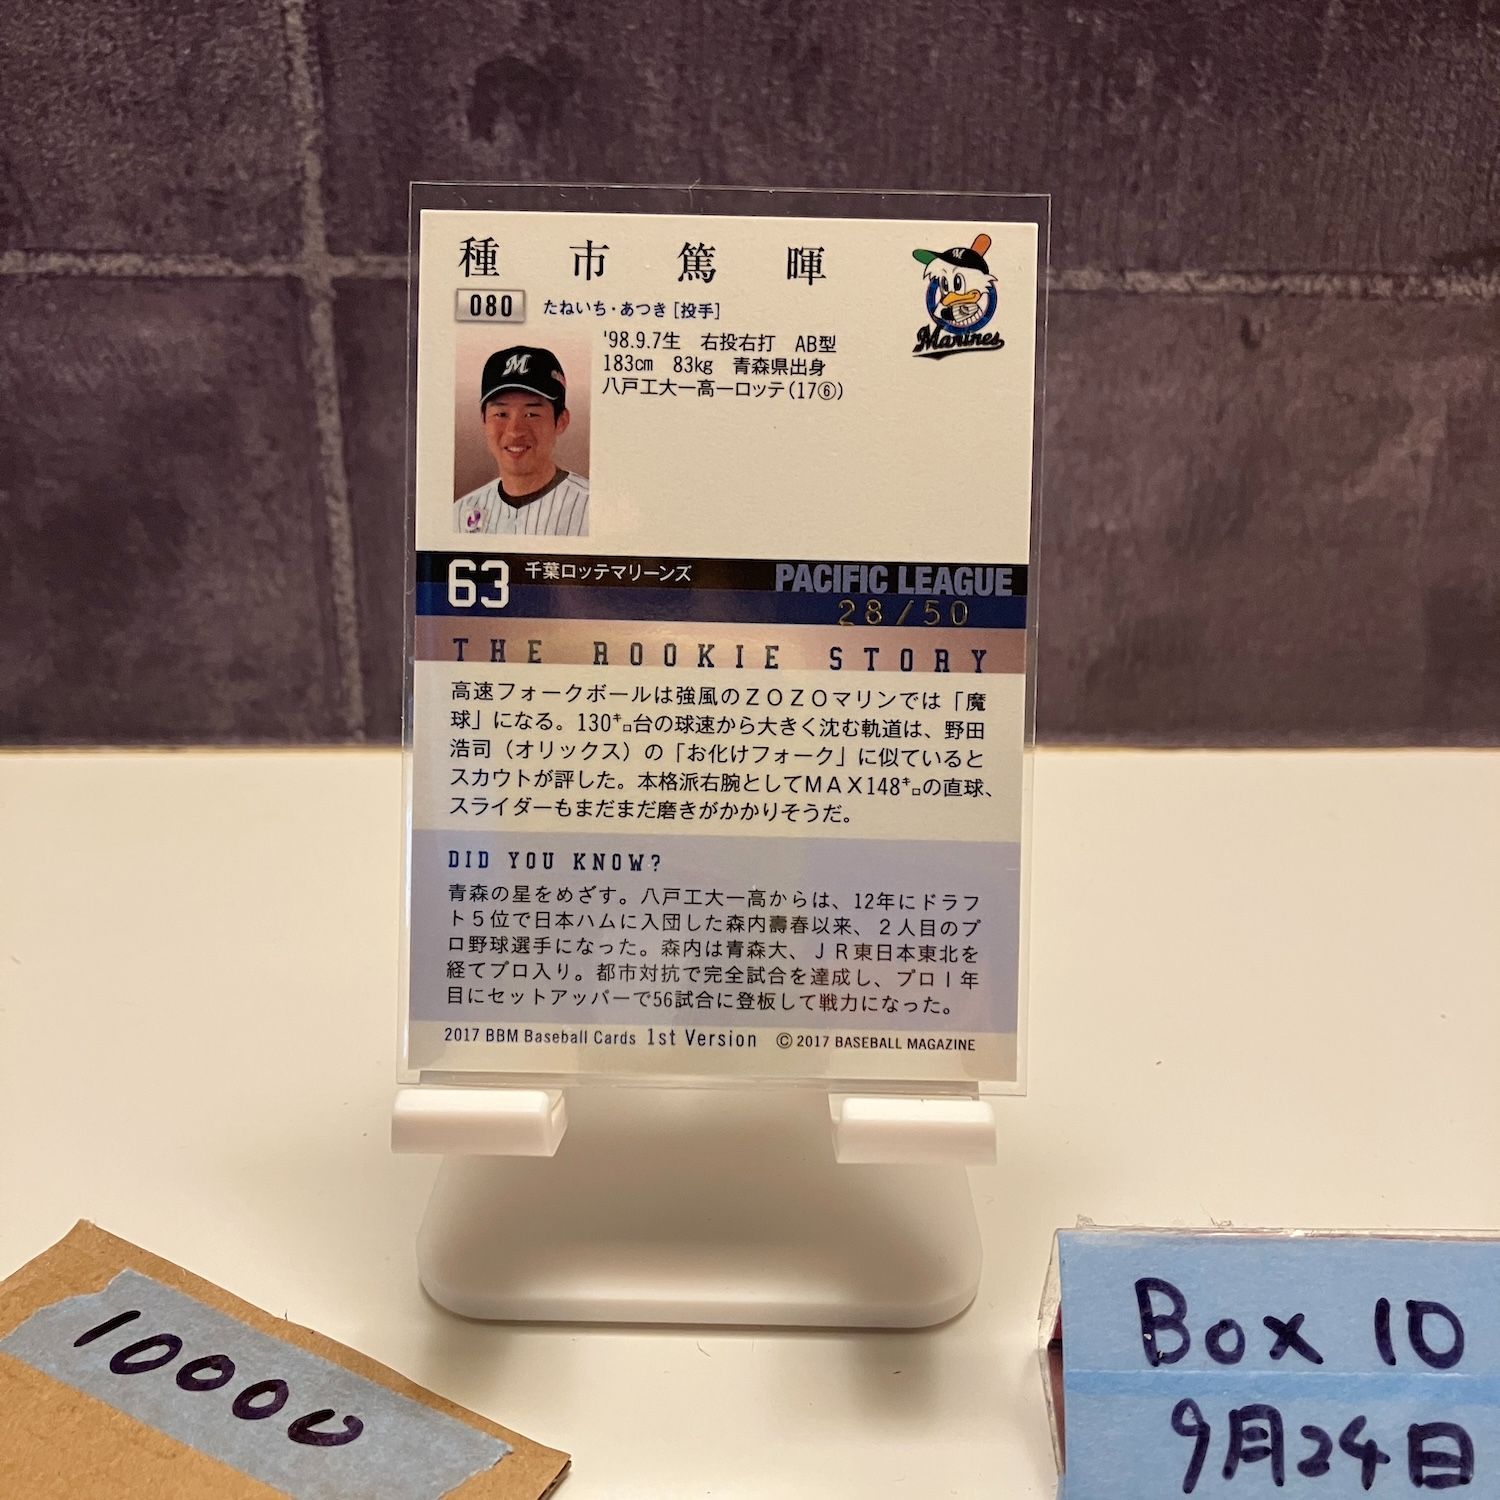 種市篤暉
080 たねいち・あつき[投手]
Marines
'98.9.7生 右投右打 AB型
183cm 83kg 青森県出身
八戸工大一高ーロッテ(17⑥)
63 千葉ロッテマリーンズ PACIFIC LEAGUE
28/50
THE ROOKIE STORY
高速フォークボールは強風のZOZOマリンでは「魔
球」になる。130㌔台の球速から大きく沈む軌道は、野田
浩司(オリックス)の「お化けフォーク」に似ていると
スカウトが評した。本格派右腕としてMAX148㌔の直球、
スライダーもまだまだ磨きがかかりそうだ。
DID YOU KNOW?
青森の星をめざす。八戸工大一高からは、12年にドラフ
ト5位で日本ハムに入団した森内壽春以来、2人目のプ
ロ野球選手になった。森内は青森大、JR東日本東北を
経てプロ入り。都市対抗で完全試合を達成し、プロ1年
目にセットアッパーで56試合に登板して戦力になった。
2017 BBM Baseball Cards 1st Version © 2017 BASEBALL MAGAZINE
10000
Box 10
9月24日